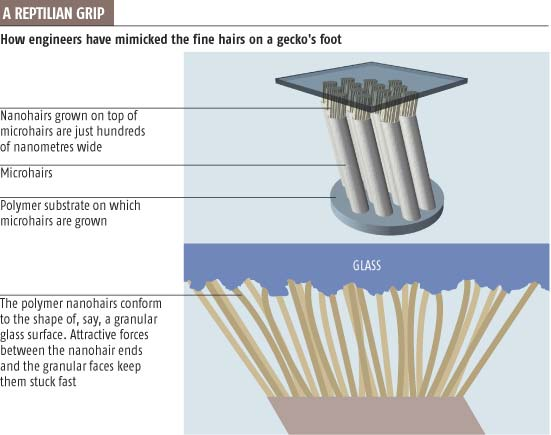 A REPTILIAN GRIP
How engineers have mimicked the fine hairs on a gecko's foot
Nanohairs grown on top of
microhairs are just hundreds
of nanometres wide
Microhairs
Polymer substrate on which
microhairs are grown
GLASS
The polymer nanohairs conform
to the shape of, say, a granular
glass surface. Attractive forces
between the nanohair ends
and the granular faces keep
them stuck fast